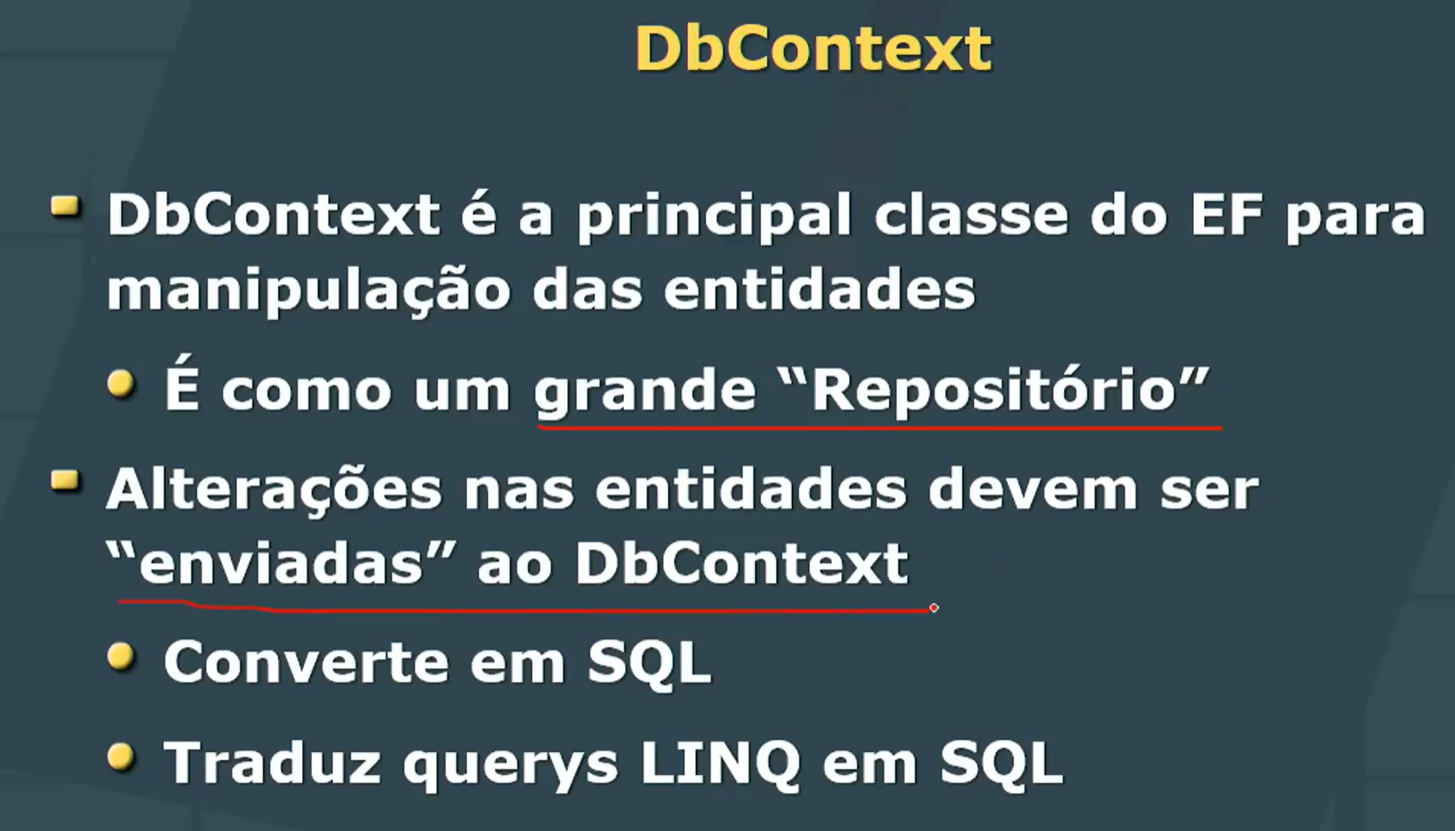 DbContext
DbContext é a principal classe do EF para
manipulação das entidades
É como um grande “Repositório”
Alterações nas entidades devem ser
“enviadas” ao DbContext
Converte em SQL
Traduz querys LINQ em SQL